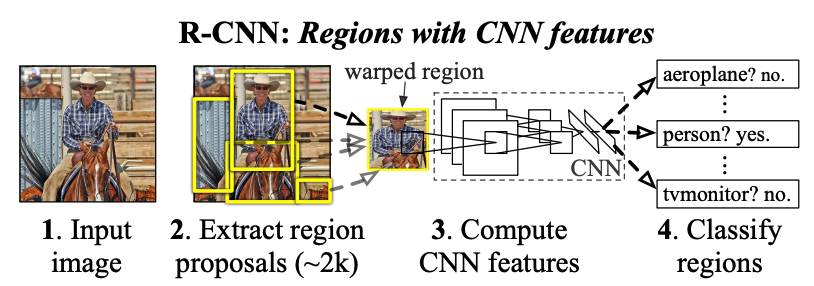 R-CNN: Regions with CNN features
warped region
aeroplane? no.
person? yes.
CNN
tvmonitor? no.
1. Input
image
2. Extract region
proposals (~2k)
3. Compute
CNN features
4. Classify
regions